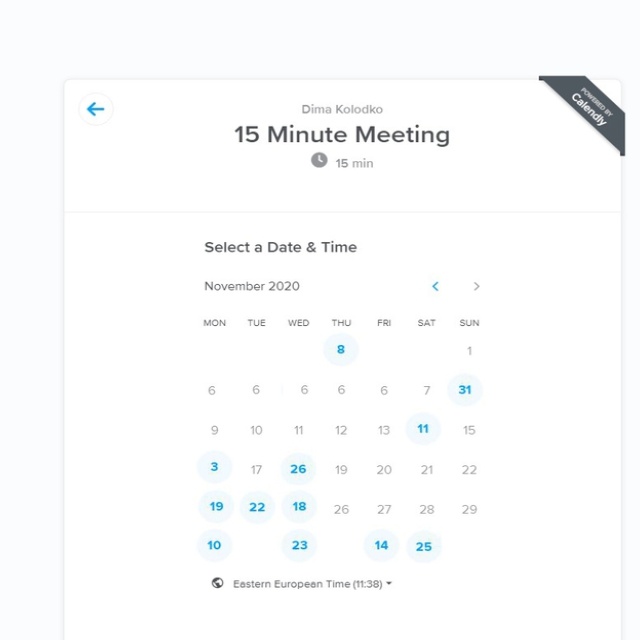 Dima Kolodko
15 Minute Meeting
15 min
POWERED BY
Calendly
Select a Date & Time
November 2020
MON TUE WED THU FRI SAT SUN
8 1
6 6 6 6 6 7 31
9 10 11 12 13 11 15
3 17 26 19 20 21 22
19 22 18 26 27 28 29
10 23 14 25
Eastern European Time (11:38)